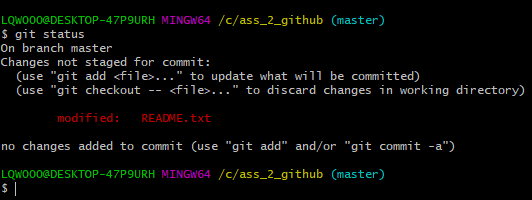 LQWOOO@DESKTOP-47P9URH MINGW64 /c/ass_2_github (master)
$ git status
On branch master
Changes not staged for commit:
  (use "git add <file>..." to update what will be committed)
  (use "git checkout -- <file>..." to discard changes in working directory)
        modified:   README.txt
no changes added to commit (use "git add" and/or "git commit -a")
LQWOOO@DESKTOP-47P9URH MINGW64 /c/ass_2_github (master)
$